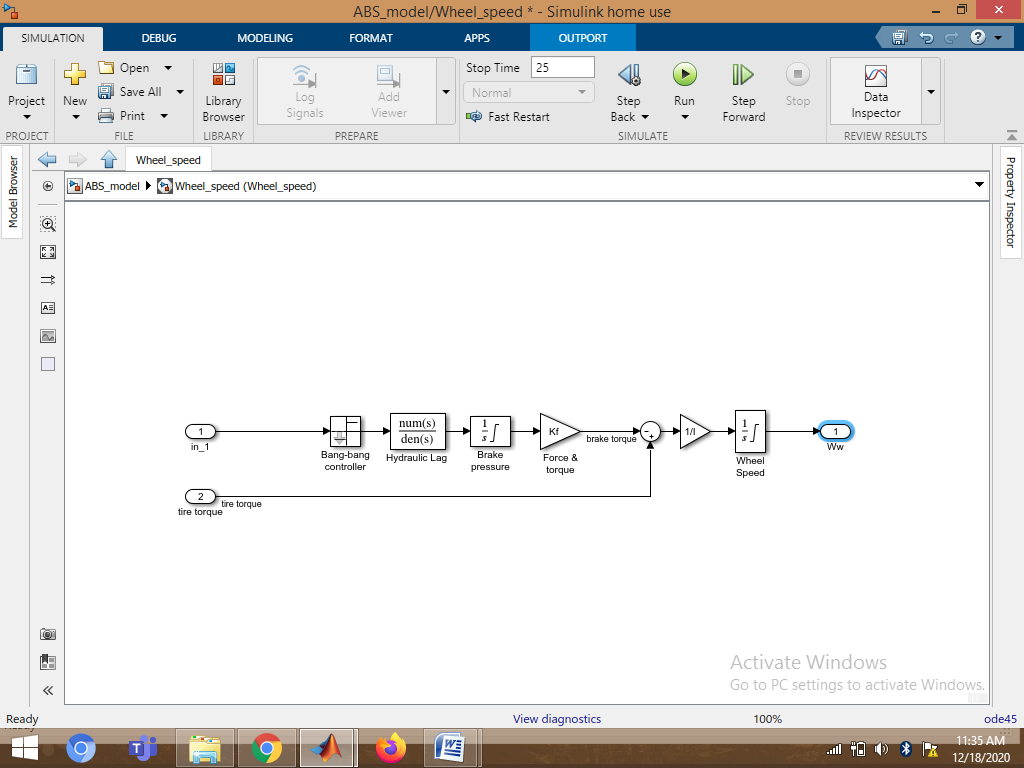 ABS_model/Wheel_speed * - Simulink home use
SIMULATION DEBUG MODELING FORMAT APPS OUTPORT
Project
New
Open
Save All
Print
Library
Browser
Log
Signals
Add
Viewer
Stop Time 25
Normal
Fast Restart
Step
Back
Run
Step
Forward
Stop
Data
Inspector
PROJECT FILE LIBRARY PREPARE SIMULATE REVIEW RESULTS
Model Browser
Wheel_speed
Property Inspector
ABS_model Wheel_speed (Wheel_speed)
1
in_1
Bang-bang
controller
num(s)
den(s)
Hydraulic Lag
1
s
Brake
pressure
Kf
Force &
torque
brake torque
-
+
1/I
1
s
Wheel
Speed
1
Ww
2
tire torque
tire torque
Activate Windows
Go to PC settings to activate Windows.
Ready View diagnostics 100% ode45
11:35 AM
12/18/2020